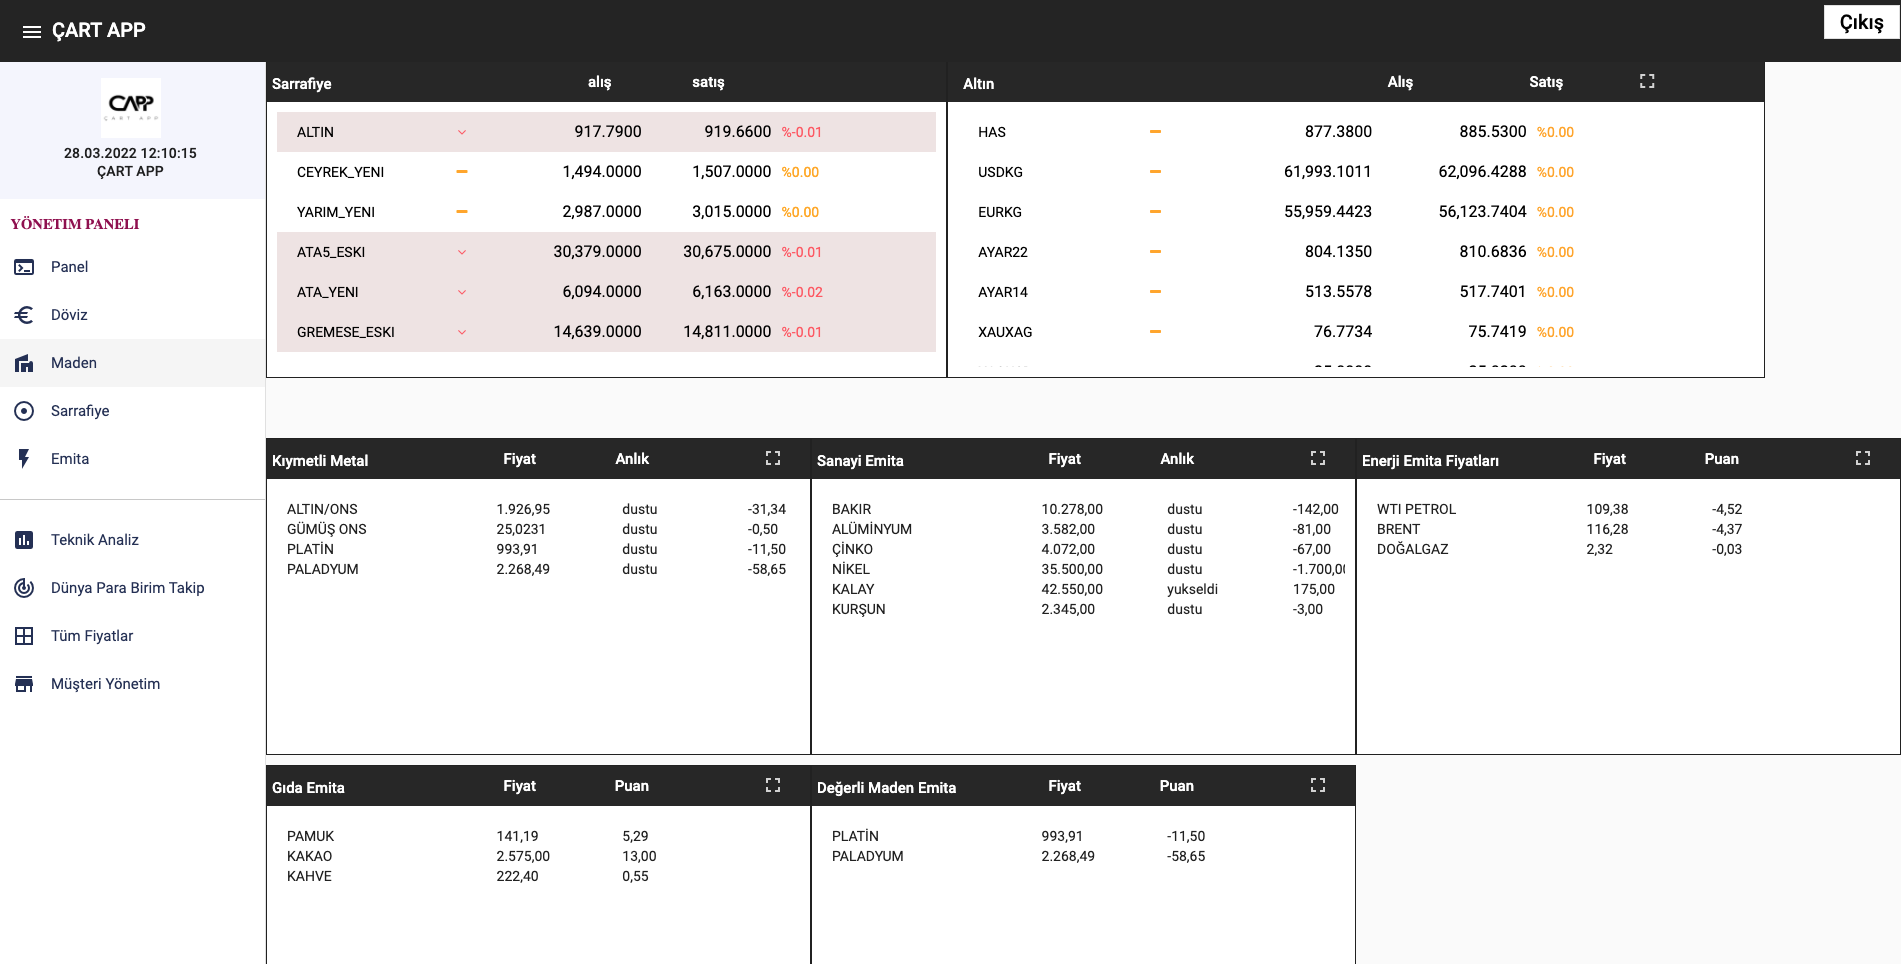 ÇART APP
Çıkış
CAPP
ÇART APP
28.03.2022 12:10:15
ÇART APP
YÖNETIM PANELI
Panel
Döviz
Maden
Sarrafiye
Emita
Teknik Analiz
Dünya Para Birim Takip
Tüm Fiyatlar
Müşteri Yönetim
Sarrafiye alış satış
ALTIN 917.7900 919.6600 %-0.01
CEYREK_YENI 1,494.0000 1,507.0000 %0.00
YARIM_YENI 2,987.0000 3,015.0000 %0.00
ATA5_ESKI 30,379.0000 30,675.0000 %-0.01
ATA_YENI 6,094.0000 6,163.0000 %-0.02
GREMESE_ESKI 14,639.0000 14,811.0000 %-0.01
Altın Alış Satış
HAS 877.3800 885.5300 %0.00
USDKG 61,993.1011 62,096.4288 %0.00
EURKG 55,959.4423 56,123.7404 %0.00
AYAR22 804.1350 810.6836 %0.00
AYAR14 513.5578 517.7401 %0.00
XAUXAG 76.7734 75.7419 %0.00
Kıymetli Metal Fiyat Anlık
ALTIN/ONS 1.926,95 dustu -31,34
GÜMÜŞ ONS 25,0231 dustu -0,50
PLATİN 993,91 dustu -11,50
PALADYUM 2.268,49 dustu -58,65
Sanayi Emita Fiyat Anlık
BAKIR 10.278,00 dustu -142,00
ALÜMİNYUM 3.582,00 dustu -81,00
ÇİNKO 4.072,00 dustu -67,00
NİKEL 35.500,00 dustu -1.700,00
KALAY 42.550,00 yukseldi 175,00
KURŞUN 2.345,00 dustu -3,00
Enerji Emita Fiyatları Fiyat Puan
WTI PETROL 109,38 -4,52
BRENT 116,28 -4,37
DOĞALGAZ 2,32 -0,03
Gıda Emita Fiyat Puan
PAMUK 141,19 5,29
KAKAO 2.575,00 13,00
KAHVE 222,40 0,55
Değerli Maden Emita Fiyat Puan
PLATİN 993,91 -11,50
PALADYUM 2.268,49 -58,65